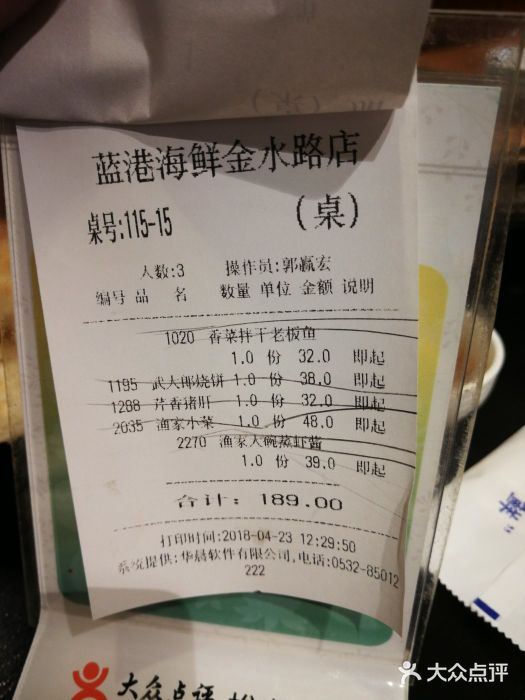 蓝港海鲜金水路店
桌号:115-15 (桌)
人数:3 操作员:郭赢宏
编号 品 名 数量 单位 金额 说明
1020 香菜拌干老板鱼
1.0 份 32.0 即起
1195 武大郎烧饼 1.0 份 38.0 即起
1288 芹香猪肝 1.0 份 32.0 即起
2035 渔家小菜 1.0 份 48.0 即起
2270 渔家大碗蒸虾酱
1.0 份 39.0 即起
合计: 189.00
打印时间:2018-04-23 12:29:50
系统提供:华晨软件有限公司,电话:0532-85012
222
大众点评
大众点评